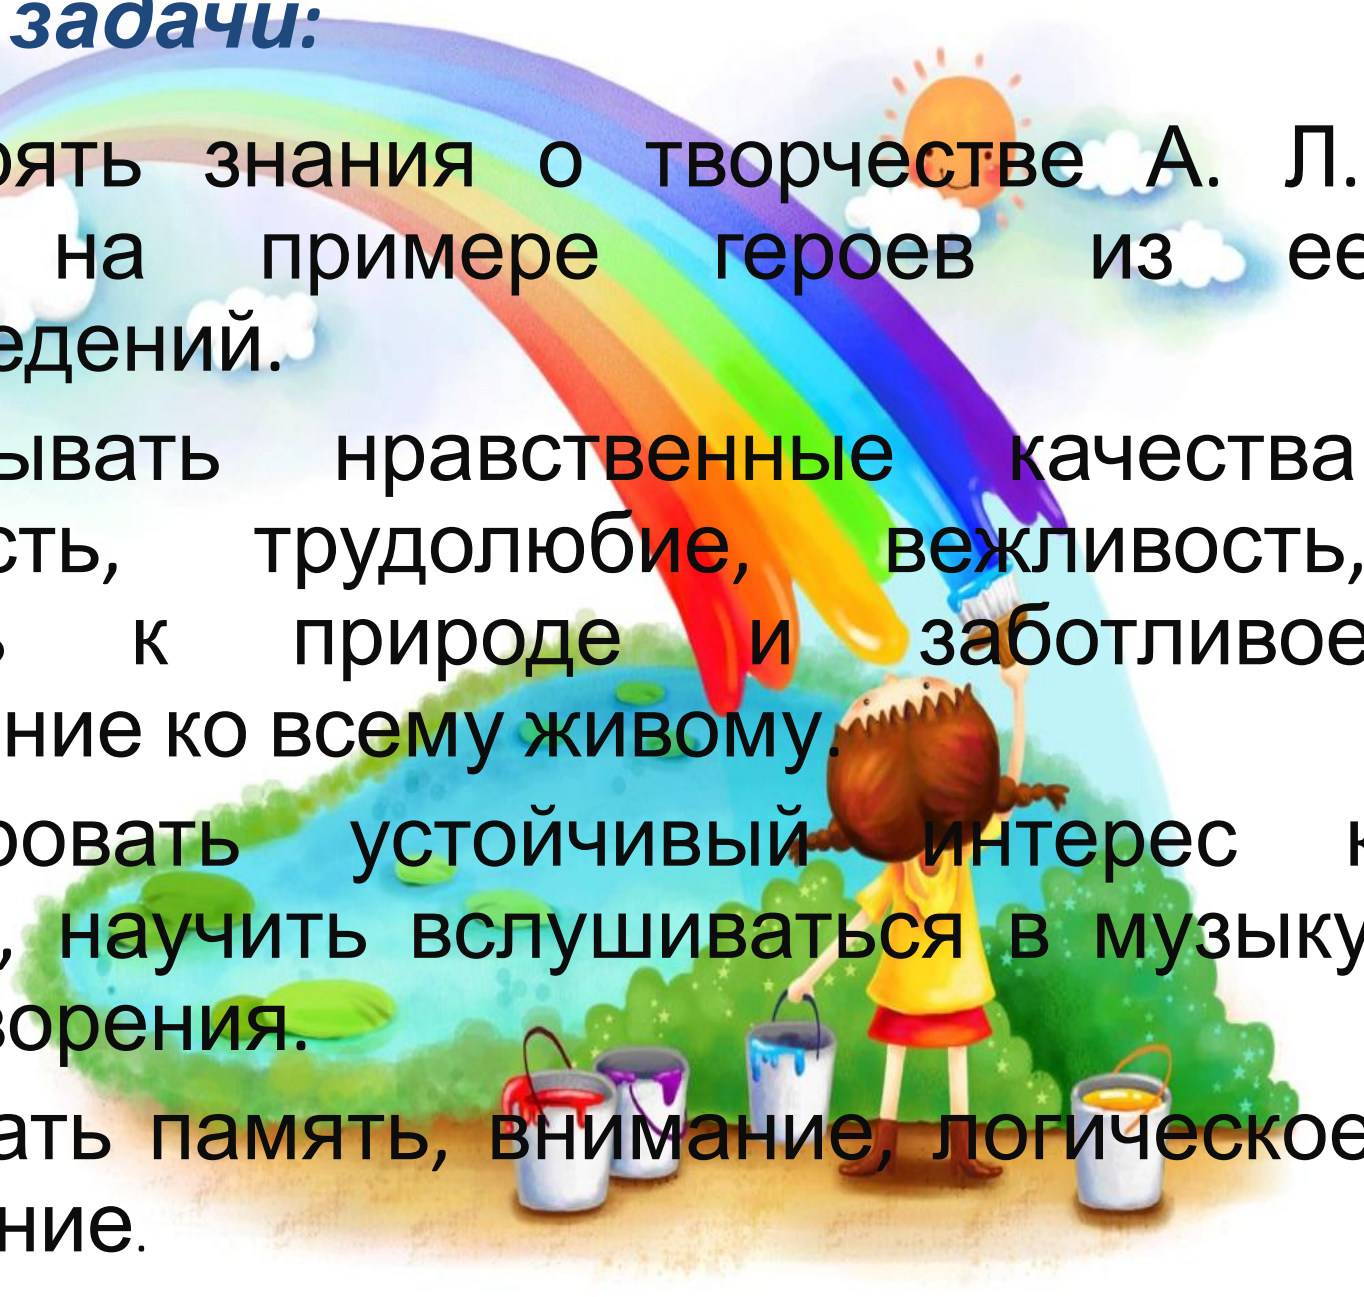 задачи:
рять знания о творчестве А. Л.
на примере героев из ее
едений.
ывать нравственные качества
сть, трудолюбие, вежливость,
ь к природе и заботливое
ние ко всему живому.
ровать устойчивый интерес к
, научить вслушиваться в музыку
ворения.
ать память, внимание, логическое
ние.